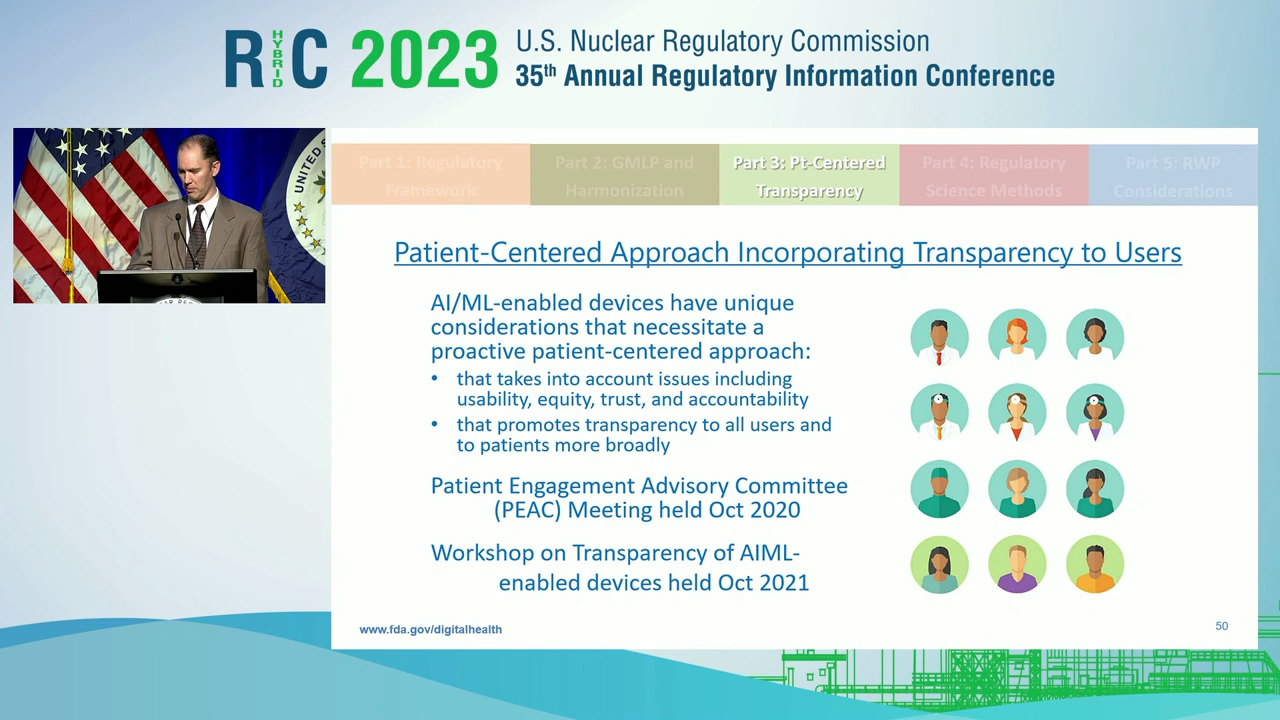 RIC HYBRID 2023
U.S. Nuclear Regulatory Commission
35th Annual Regulatory Information Conference
UNITED
Part 1: Regulatory
Framework
Part 2: GMLP and
Harmonization
Part 3: Pt-Centered
Transparency
Part 4: Regulatory
Science Methods
Part 5: RWP
Considerations
Patient-Centered Approach Incorporating Transparency to Users
AI/ML-enabled devices have unique
considerations that necessitate a
proactive patient-centered approach:
• that takes into account issues including
usability, equity, trust, and accountability
• that promotes transparency to all users and
to patients more broadly
Patient Engagement Advisory Committee
(PEAC) Meeting held Oct 2020
Workshop on Transparency of AIML-
enabled devices held Oct 2021
www.fda.gov/digitalhealth
50